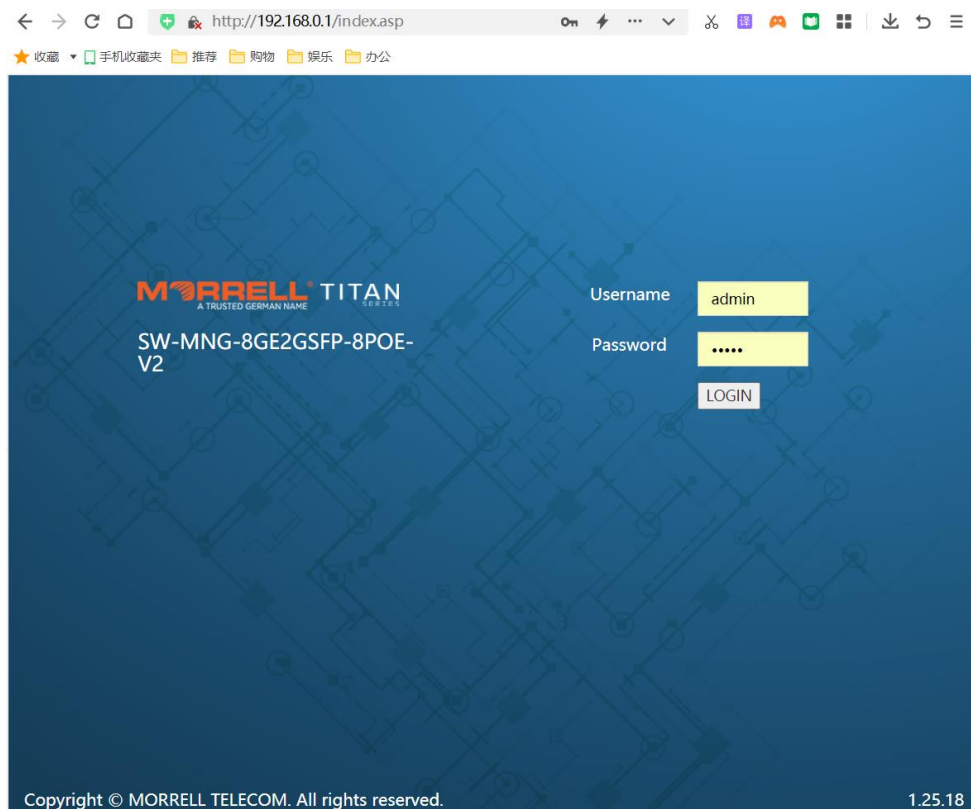 http://192.168.0.1/index.asp
译
收藏 手机收藏夹 推荐 购物 娱乐 办公
MORRELL® TITAN
A TRUSTED GERMAN NAME SERIES
SW-MNG-8GE2GSFP-8POE-
V2
Username admin
Password •••••
LOGIN
Copyright © MORRELL TELECOM. All rights reserved. 1.25.18